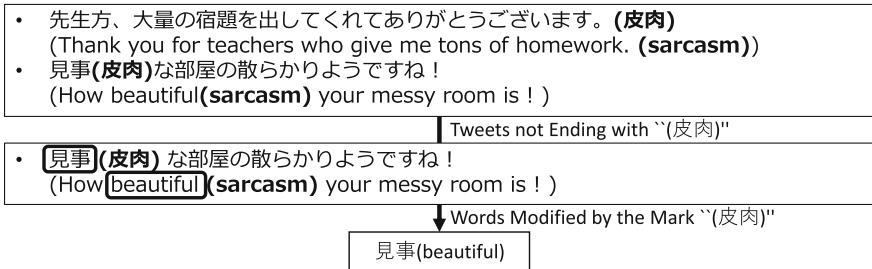 • 先生方、大量の宿題を出してくれてありがとうございます。(皮肉)
(Thank you for teachers who give me tons of homework. (sarcasm))
• 見事(皮肉)な部屋の散らかりようですね！
(How beautiful(sarcasm) your messy room is ! )
Tweets not Ending with ``(皮肉)''
• 見事(皮肉) な部屋の散らかりようですね！
(How beautiful (sarcasm) your messy room is ! )
Words Modified by the Mark ``(皮肉)''
見事(beautiful)